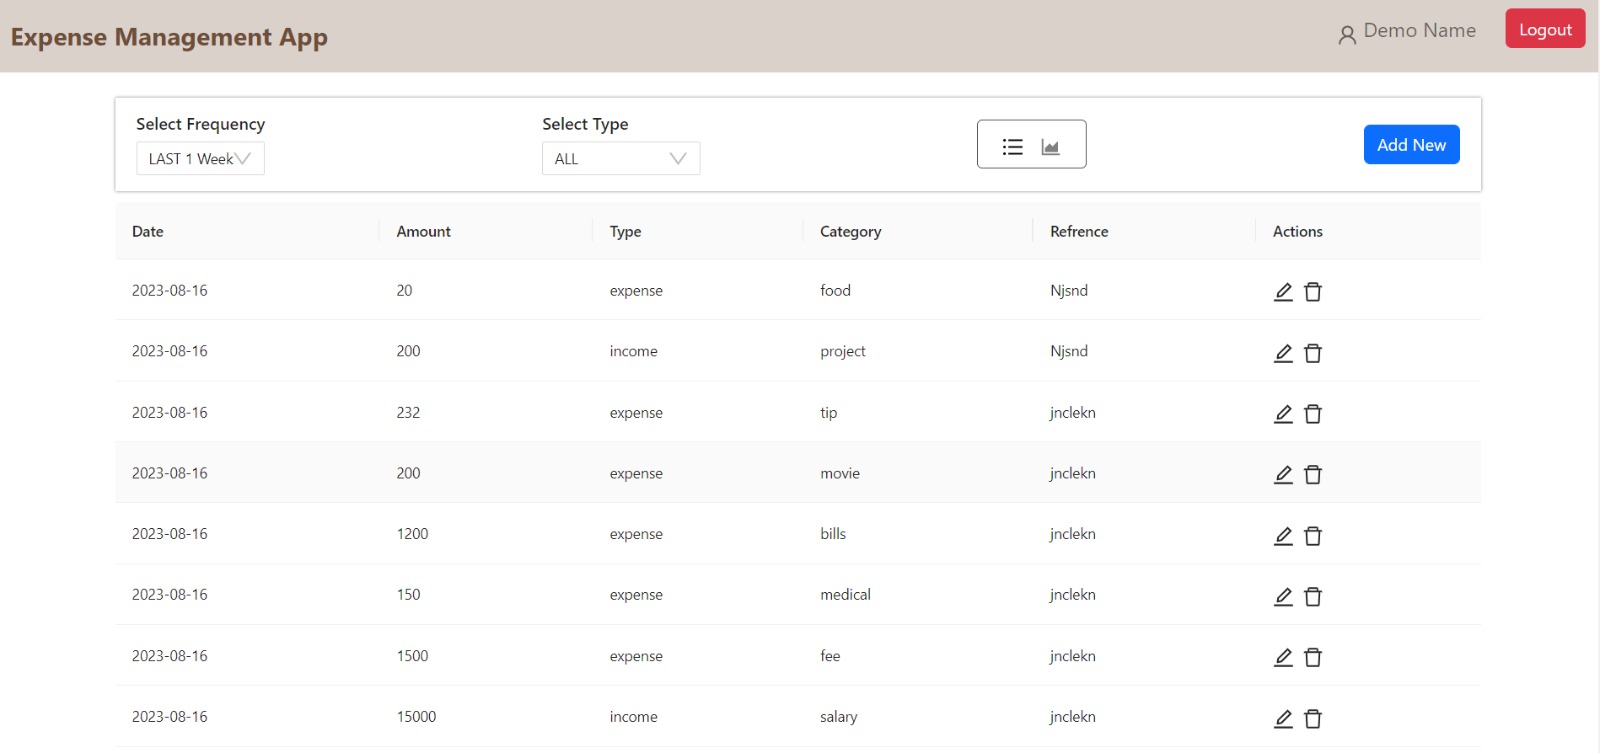 Expense Management App
Demo Name
Logout
Select Frequency
Select Type
LAST 1 Week
ALL
Add New
Date Amount Type Category Refrence Actions
2023-08-16 20 expense food Njsnd
2023-08-16 200 income project Njsnd
2023-08-16 232 expense tip jnclekn
2023-08-16 200 expense movie jnclekn
2023-08-16 1200 expense bills jnclekn
2023-08-16 150 expense medical jnclekn
2023-08-16 1500 expense fee jnclekn
2023-08-16 15000 income salary jnclekn